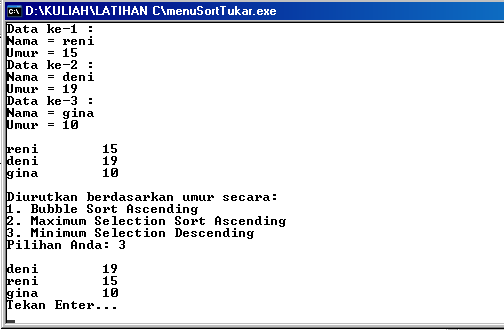 D:\KULIAH\LATIHAN C\menuSortTukar.exe
Data ke-1 :
Nama = reni
Umur = 15
Data ke-2 :
Nama = deni
Umur = 19
Data ke-3 :
Nama = gina
Umur = 10
reni 15
deni 19
gina 10
Diurutkan berdasarkan umur secara:
1. Bubble Sort Ascending
2. Maximum Selection Sort Ascending
3. Minimum Selection Descending
Pilihan Anda: 3
deni 19
reni 15
gina 10
Tekan Enter...